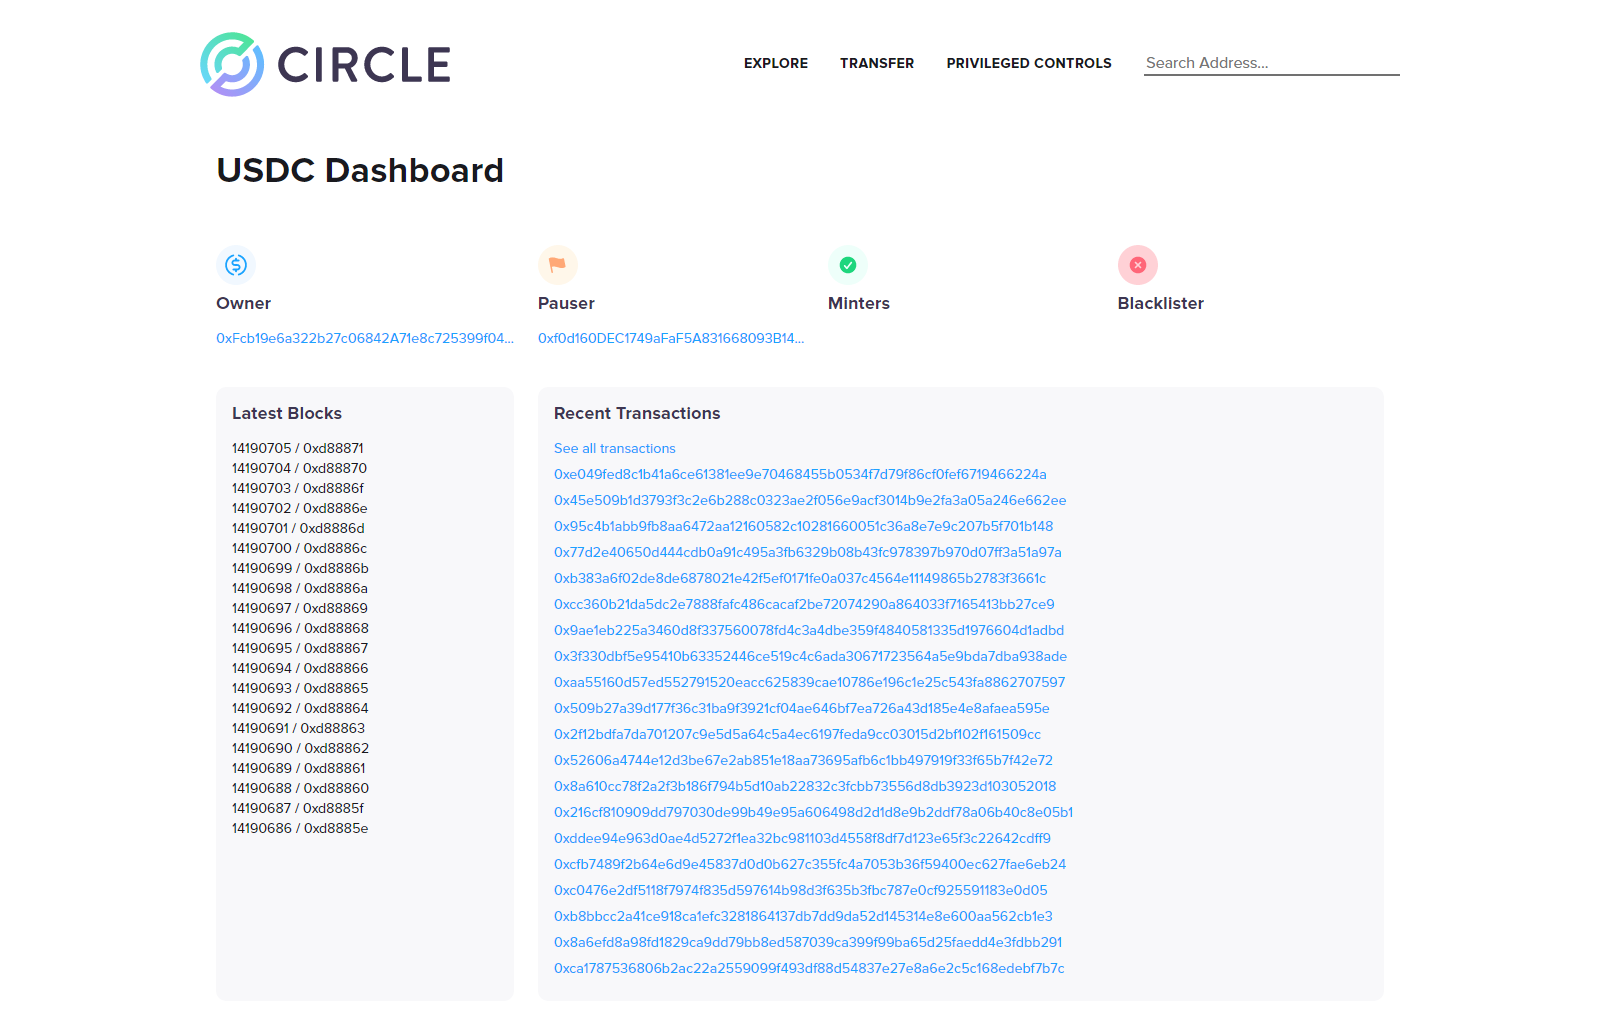 CIRCLE
EXPLORE TRANSFER PRIVILEGED CONTROLS Search Address...
USDC Dashboard
Owner Pauser Minters Blacklister
0xFcb19e6a322b27c06842A71e8c725399f04... 0xf0d160DEC1749aFaF5A831668093B14...
Latest Blocks
14190705 / 0xd88871
14190704 / 0xd88870
14190703 / 0xd8886f
14190702 / 0xd8886e
14190701 / 0xd8886d
14190700 / 0xd8886c
14190699 / 0xd8886b
14190698 / 0xd8886a
14190697 / 0xd88869
14190696 / 0xd88868
14190695 / 0xd88867
14190694 / 0xd88866
14190693 / 0xd88865
14190692 / 0xd88864
14190691 / 0xd88863
14190690 / 0xd88862
14190689 / 0xd88861
14190688 / 0xd88860
14190687 / 0xd8885f
14190686 / 0xd8885e
Recent Transactions
See all transactions
0xe049fed8c1b41a6ce61381ee9e70468455b0534f7d79f86cf0fef6719466224a
0x45e509b1d3793f3c2e6b288c0323ae2f056e9acf3014b9e2fa3a05a246e662ee
0x95c4b1abb9fb8aa6472aa12160582c10281660051c36a8e7e9c207b5f701b148
0x77d2e40650d444cdb0a91c495a3fb6329b08b43fc978397b970d07ff3a51a97a
0xb383a6f02de8de6878021e42f5ef0171fe0a037c4564e11149865b2783f3661c
0xcc360b21da5dc2e7888fafc486cacaf2be72074290a864033f7165413bb27ce9
0x9ae1eb225a3460d8f337560078fd4c3a4dbe359f4840581335d1976604d1adbd
0x3f330dbf5e95410b63352446ce519c4c6ada30671723564a5e9bda7dba938ade
0xaa55160d57ed552791520eacc625839cae10786e196c1e25c543fa8862707597
0x509b27a39d177f36c31ba9f3921cf04ae646bf7ea726a43d185e4e8afaea595e
0x2f12bdfa7da701207c9e5d5a64c5a4ec6197feda9cc03015d2bf102f161509cc
0x52606a4744e12d3be67e2ab851e18aa73695afb6c1bb497919f33f65b7f42e72
0x8a610cc78f2a2f3b186f794b5d10ab22832c3fcbb73556d8db3923d103052018
0x216cf810909dd797030de99b49e95a606498d2d1d8e9b2ddf78a06b40c8e05b1
0xddee94e963d0ae4d5272f1ea32bc981103d4558f8df7d123e65f3c22642cdff9
0xcfb7489f2b64e6d9e45837d0d0b627c355fc4a7053b36f59400ec627fae6eb24
0xc0476e2df5118f7974f835d597614b98d3f635b3fbc787e0cf925591183e0d05
0xb8bbcc2a41ce918ca1efc3281864137db7dd9da52d145314e8e600aa562cb1e3
0x8a6efd8a98fd1829ca9dd79bb8ed587039ca399f99ba65d25faedd4e3fdbb291
0xca1787536806b2ac22a2559099f493df88d54837e27e8a6e2c5c168edebf7b7c